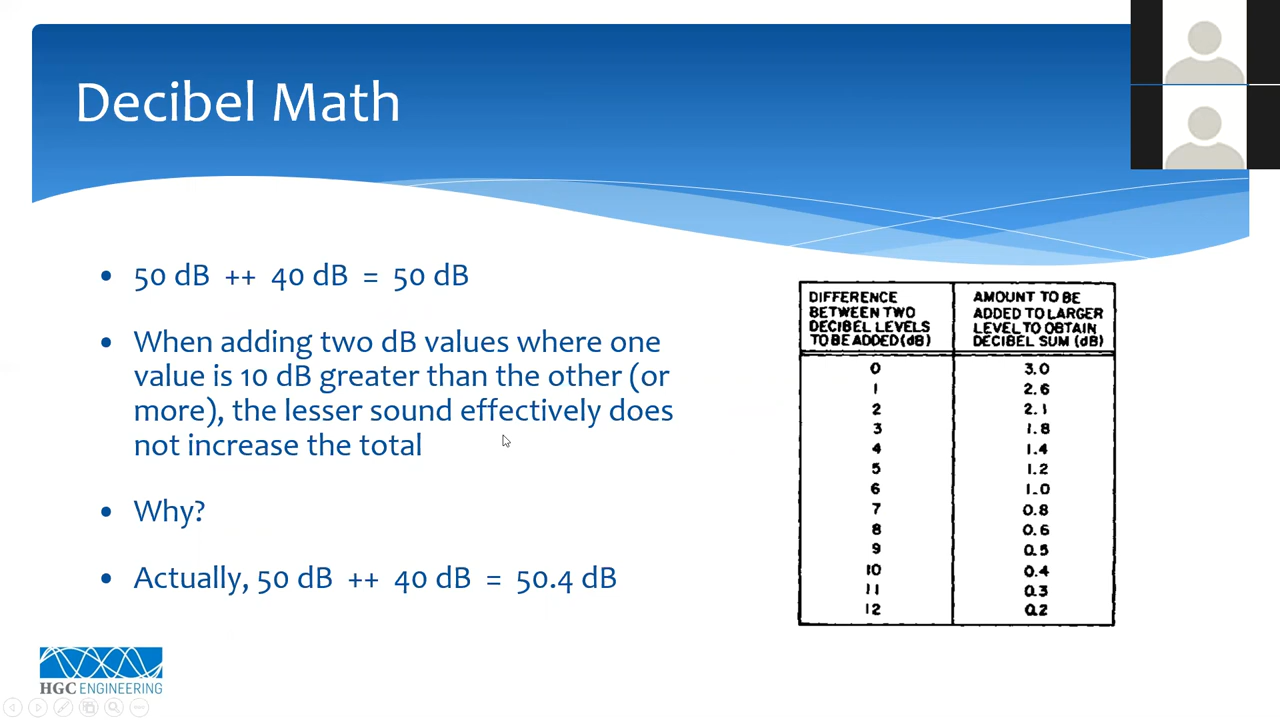 Decibel Math
• 50 dB ++ 40 dB = 50 dB
• When adding two dB values where one
value is 10 dB greater than the other (or
more), the lesser sound effectively does
not increase the total
• Why?
• Actually, 50 dB ++ 40 dB = 50.4 dB
DIFFERENCE
BETWEEN TWO
DECIBEL LEVELS
TO BE ADDED (dB)
AMOUNT TO BE
ADDED TO LARGER
LEVEL TO OBTAIN
DECIBEL SUM (dB)
0 3.0
1 2.6
2 2.1
3 1.8
4 1.4
5 1.2
6 1.0
7 0.8
8 0.6
9 0.5
10 0.4
11 0.3
12 0.2
HGC ENGINEERING